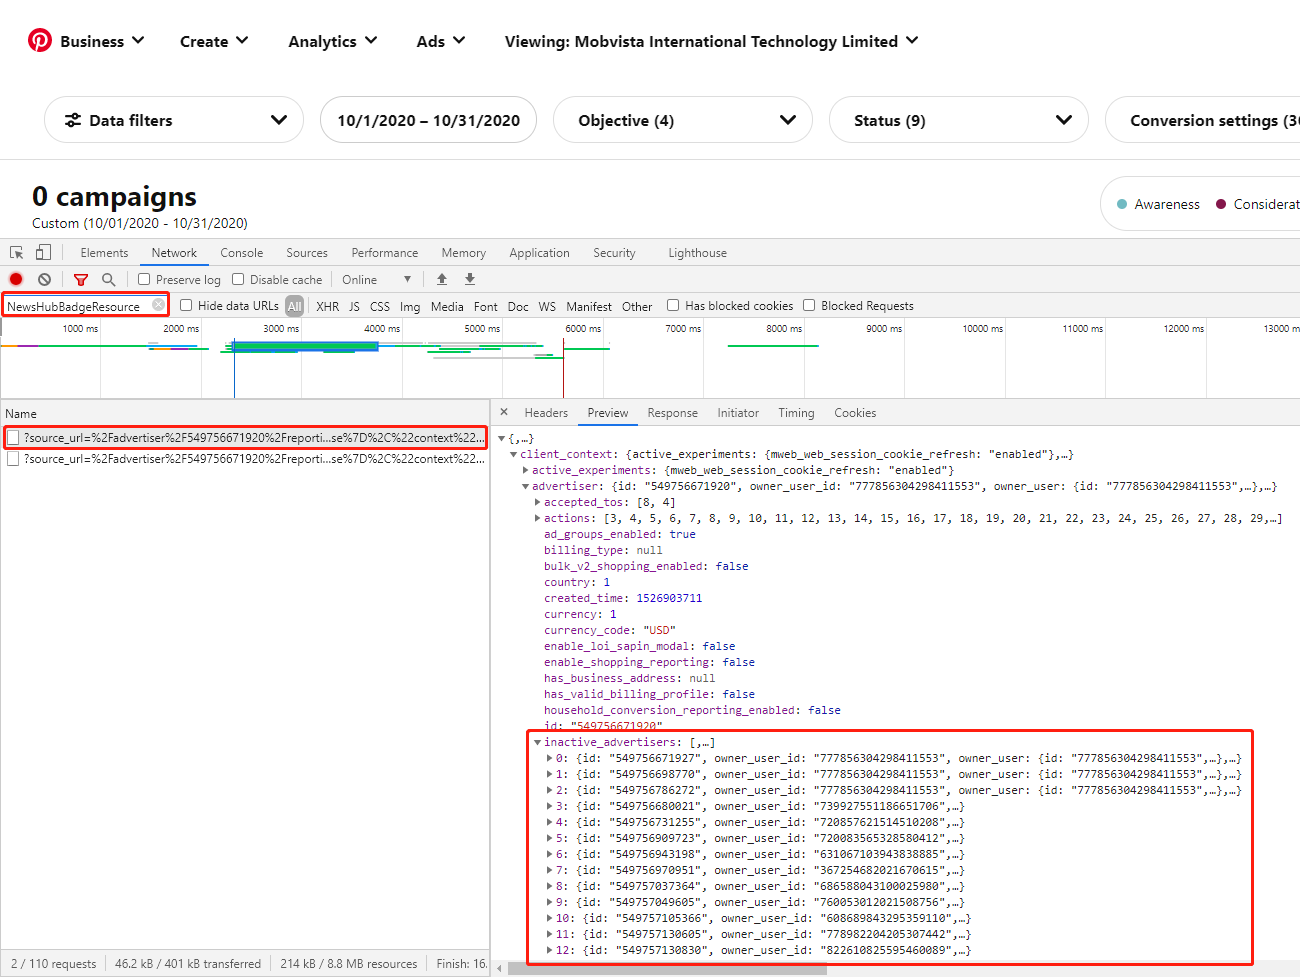 Business Create Analytics Ads Viewing: Mobvista International Technology Limited
Data filters 10/1/2020 – 10/31/2020 Objective (4) Status (9) Conversion settings (30
0 campaigns
Custom (10/01/2020 - 10/31/2020)
Awareness Considerat
Elements Network Console Sources Performance Memory Application Security Lighthouse
Preserve log Disable cache Online
NewsHubBadgeResource Hide data URLs All XHR JS CSS Img Media Font Doc WS Manifest Other Has blocked cookies Blocked Requests
1000 ms 2000 ms 3000 ms 4000 ms 5000 ms 6000 ms 7000 ms 8000 ms 9000 ms 10000 ms 11000 ms 12000 ms 13000 m
Name
?source_url=%2Fadvertiser%2F549756671920%2Freporti...se%7D%2C%22context%22...
?source_url=%2Fadvertiser%2F549756671920%2Freporti...se%7D%2C%22context%22...
× Headers Preview Response Initiator Timing Cookies
{,…}
client_context: {active_experiments: {mweb_web_session_cookie_refresh: "enabled"},…}
active_experiments: {mweb_web_session_cookie_refresh: "enabled"}
advertiser: {id: "549756671920", owner_user_id: "777856304298411553", owner_user: {id: "777856304298411553",…},…}
accepted_tos: [8, 4]
actions: [3, 4, 5, 6, 7, 8, 9, 10, 11, 12, 13, 14, 15, 16, 17, 18, 19, 20, 21, 22, 23, 24, 25, 26, 27, 28, 29,…]
ad_groups_enabled: true
billing_type: null
bulk_v2_shopping_enabled: false
country: 1
created_time: 1526903711
currency: 1
currency_code: "USD"
enable_loi_sapin_modal: false
enable_shopping_reporting: false
has_business_address: null
has_valid_billing_profile: false
household_conversion_reporting_enabled: false
id: "549756671920"
inactive_advertisers: [,…]
0: {id: "549756671927", owner_user_id: "777856304298411553", owner_user: {id: "777856304298411553",…},…}
1: {id: "549756698770", owner_user_id: "777856304298411553", owner_user: {id: "777856304298411553",…},…}
2: {id: "549756786272", owner_user_id: "777856304298411553", owner_user: {id: "777856304298411553",…},…}
3: {id: "549756680021", owner_user_id: "739927551186651706",…}
4: {id: "549756731255", owner_user_id: "720857621514510208",…}
5: {id: "549756909723", owner_user_id: "720083565328580412",…}
6: {id: "549756943198", owner_user_id: "631067103943838885",…}
7: {id: "549756970951", owner_user_id: "367254682021670615",…}
8: {id: "549757037364", owner_user_id: "686588043100025980",…}
9: {id: "549757049605", owner_user_id: "760053012021508756",…}
10: {id: "549757105366", owner_user_id: "608689843295359110",…}
11: {id: "549757130605", owner_user_id: "778982204205307442",…}
12: {id: "549757130830", owner_user_id: "822610825595460089",…}
2 / 110 requests 46.2 kB / 401 kB transferred 214 kB / 8.8 MB resources Finish: 16.